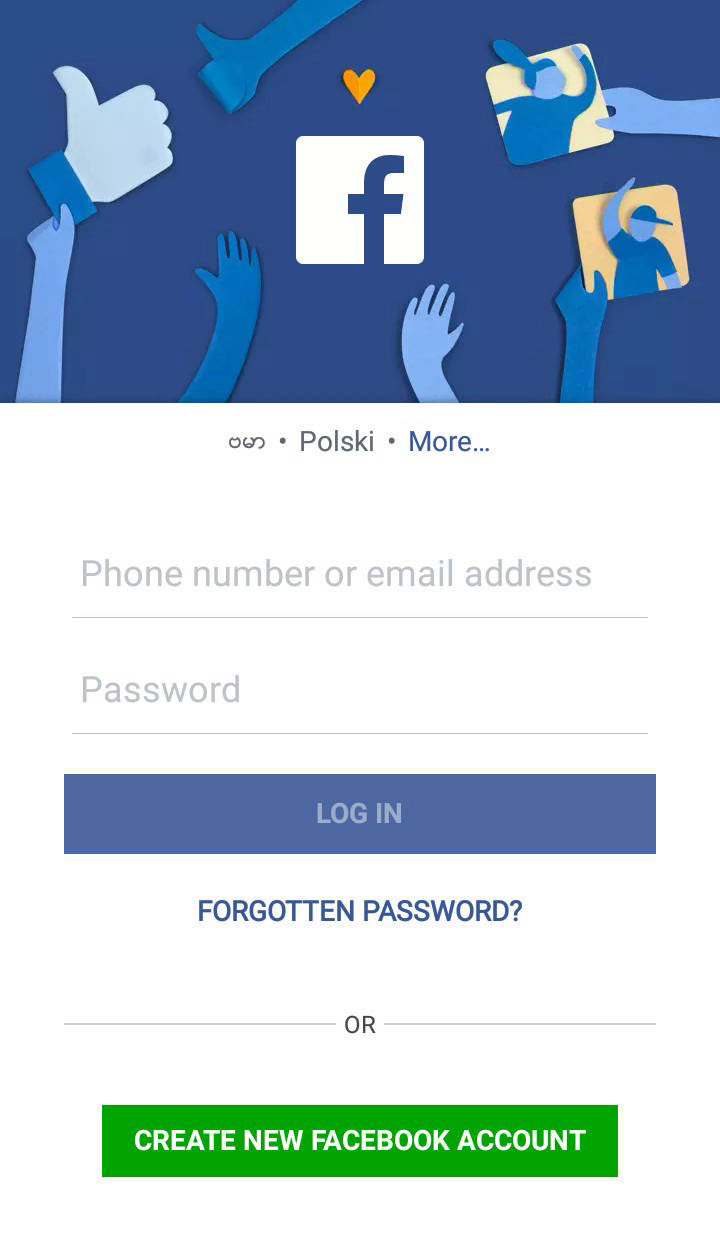 ဗမာ • Polski • More...
Phone number or email address
Password
LOG IN
FORGOTTEN PASSWORD?
OR
CREATE NEW FACEBOOK ACCOUNT